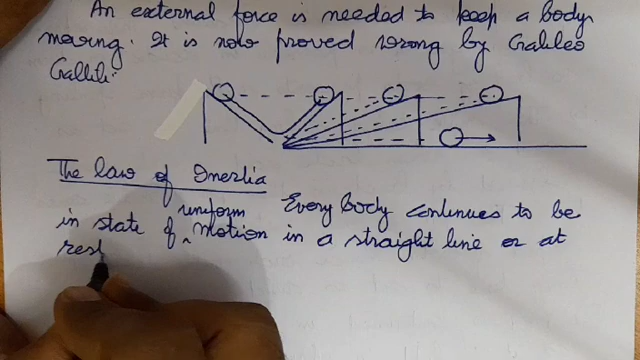 An external force is needed to keep a body
moving. It is now proved wrong by Galileo
Gallili.
The law of Inertia
Every body continues to be
in state of uniform motion in a straight line or at
rest